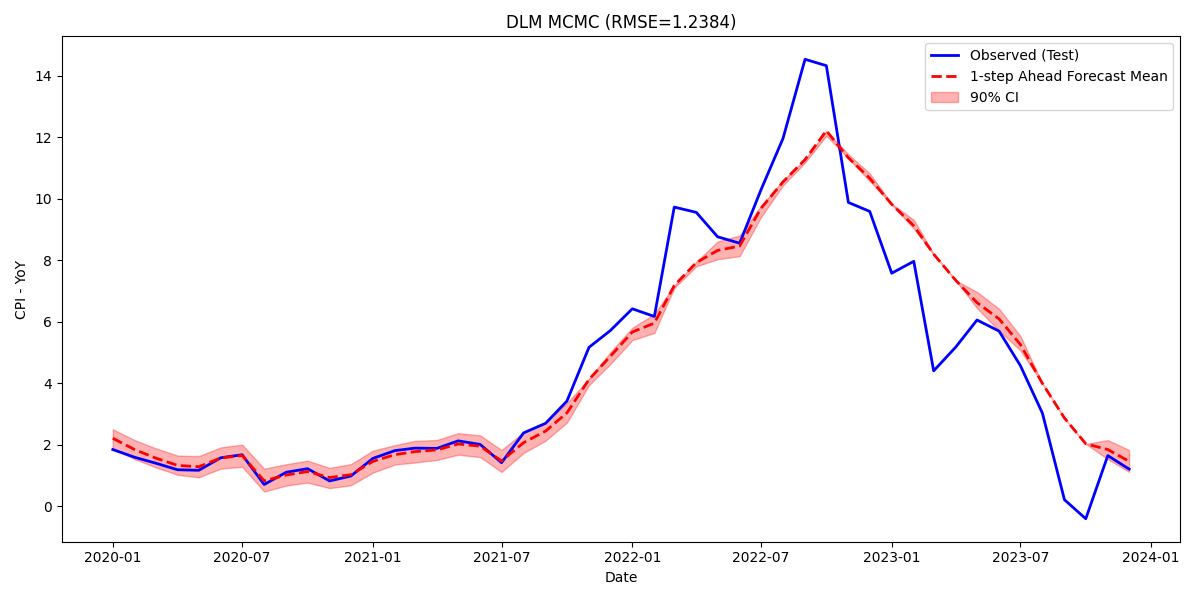 DLM MCMC (RMSE=1.2384)
Observed (Test)
1-step Ahead Forecast Mean
90% CI
CPI - YoY
14
12
10
8
6
4
2
0
2020-01 2020-07 2021-01 2021-07 2022-01 2022-07 2023-01 2023-07 2024-01
Date